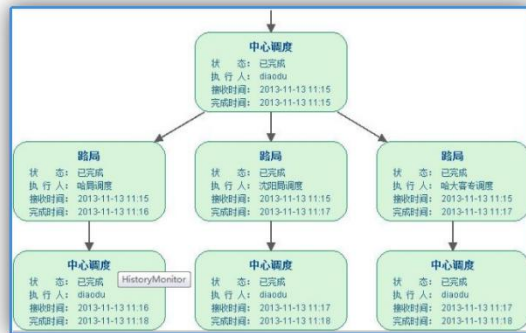 中心调度
状 态: 已完成
执 行 人: diaodu
接收时间: 2013-11-13 11:15
完成时间: 2013-11-13 11:15
路局
状 态: 已完成
执 行 人: 哈局调度
接收时间: 2013-11-13 11:15
完成时间: 2013-11-13 11:16
路局
状 态: 已完成
执 行 人: 沈阳局调度
接收时间: 2013-11-13 11:15
完成时间: 2013-11-13 11:17
路局
状 态: 已完成
执 行 人: 哈大客专调度
接收时间: 2013-11-13 11:15
完成时间: 2013-11-13 11:17
中心调度
状 态: 已完成
执 行 人: diaodu
接收时间: 2013-11-13 11:16
完成时间: 2013-11-13 11:18
HistoryMonitor
中心调度
状 态: 已完成
执 行 人: diaodu
接收时间: 2013-11-13 11:17
完成时间: 2013-11-13 11:18
中心调度
状 态: 已完成
执 行 人: diaodu
接收时间: 2013-11-13 11:17
完成时间: 2013-11-13 11:18